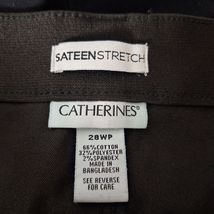 SATEENSTRETCH
CATHERINES®
28WP
66%COTTON
32%POLYESTER
2%SPANDEX
MADE IN
BANGLADESH
SEE REVERSE
FOR CARE